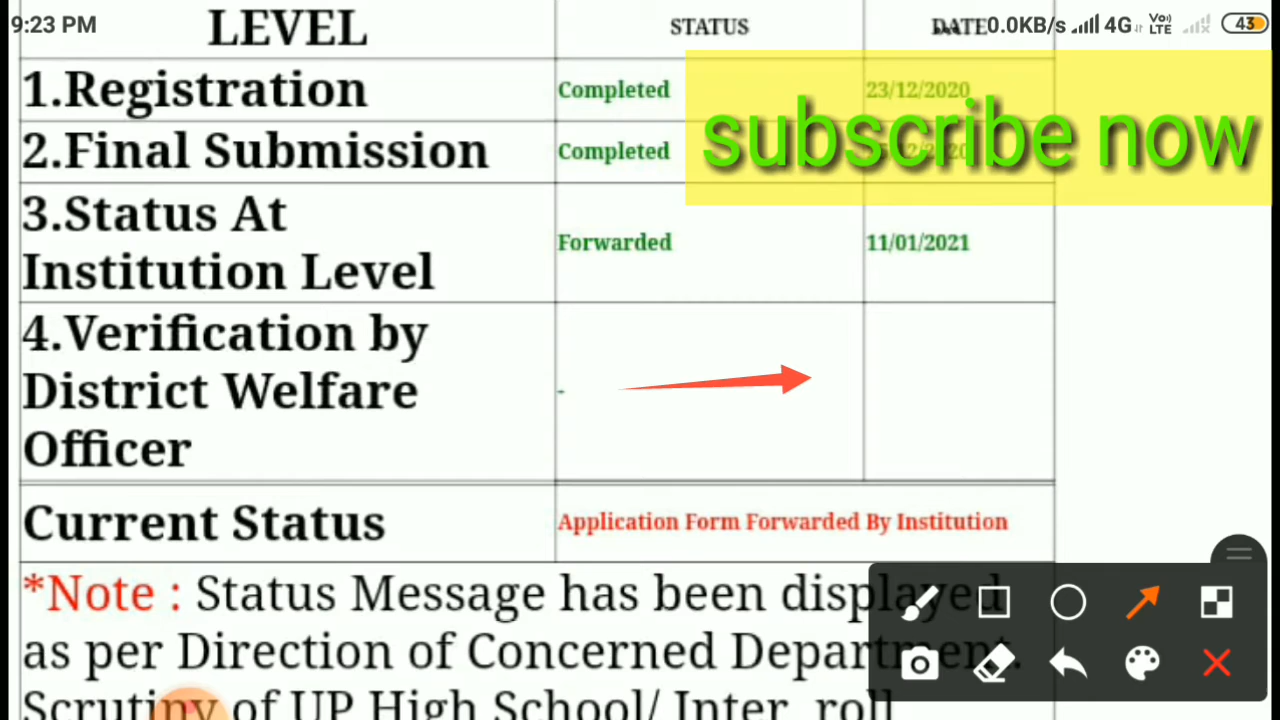 9:23 PM
0.0KB/s 4G Vo)) LTE 43
LEVEL STATUS DATE
1.Registration Completed 23/12/2020
subscribe now
2.Final Submission Completed
3.Status At
Institution Level Forwarded 11/01/2021
4.Verification by
District Welfare -
Officer
Current Status Application Form Forwarded By Institution
*Note : Status Message has been displayed
as per Direction of Concerned Department.
Scrutiny of UP High School/ Inter roll